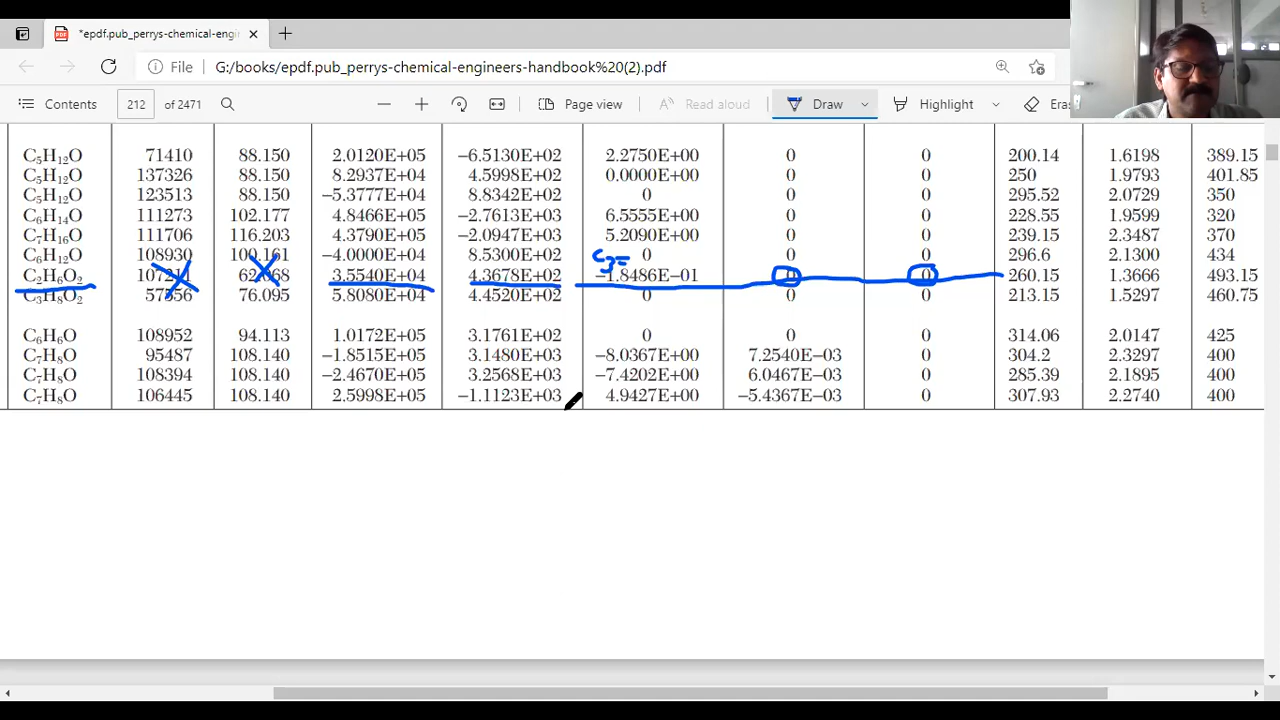 *epdf.pub_perrys-chemical-engine
File G:/books/epdf.pub_perrys-chemical-engineers-handbook%20(2).pdf
Contents 212 of 2471 Page view Read aloud Draw Highlight Eras
C₅H₁₂O 71410 88.150 2.0120E+05 −6.5130E+02 2.2750E+00 0 0 200.14 1.6198 389.15
C₅H₁₂O 137326 88.150 8.2937E+04 4.5998E+02 0.0000E+00 0 0 250 1.9793 401.85
C₅H₁₂O 123513 88.150 −5.3777E+04 8.8342E+02 0 0 0 295.52 2.0729 350
C₆H₁₄O 111273 102.177 4.8466E+05 −2.7613E+03 6.5555E+00 0 0 228.55 1.9599 320
C₇H₁₆O 111706 116.203 4.3790E+05 −2.0947E+03 5.2090E+00 0 0 239.15 2.3487 370
C₆H₁₂O 108930 100.161 −4.0000E+04 8.5300E+02 0 0 0 296.6 2.1300 434
C₃=
C₂H₆O₂ 3.5540E+04 4.3678E+02 −1.8486E−01 0 0 260.15 1.3666 493.15
C₃H₈O₂ 57556 76.095 5.8080E+04 4.4520E+02 0 0 0 213.15 1.5297 460.75
C₆H₆O 108952 94.113 1.0172E+05 3.1761E+02 0 0 0 314.06 2.0147 425
C₇H₈O 95487 108.140 −1.8515E+05 3.1480E+03 −8.0367E+00 7.2540E−03 0 304.2 2.3297 400
C₇H₈O 108394 108.140 −2.4670E+05 3.2568E+03 −7.4202E+00 6.0467E−03 0 285.39 2.1895 400
C₇H₈O 106445 108.140 2.5998E+05 −1.1123E+03 4.9427E+00 −5.4367E−03 0 307.93 2.2740 400